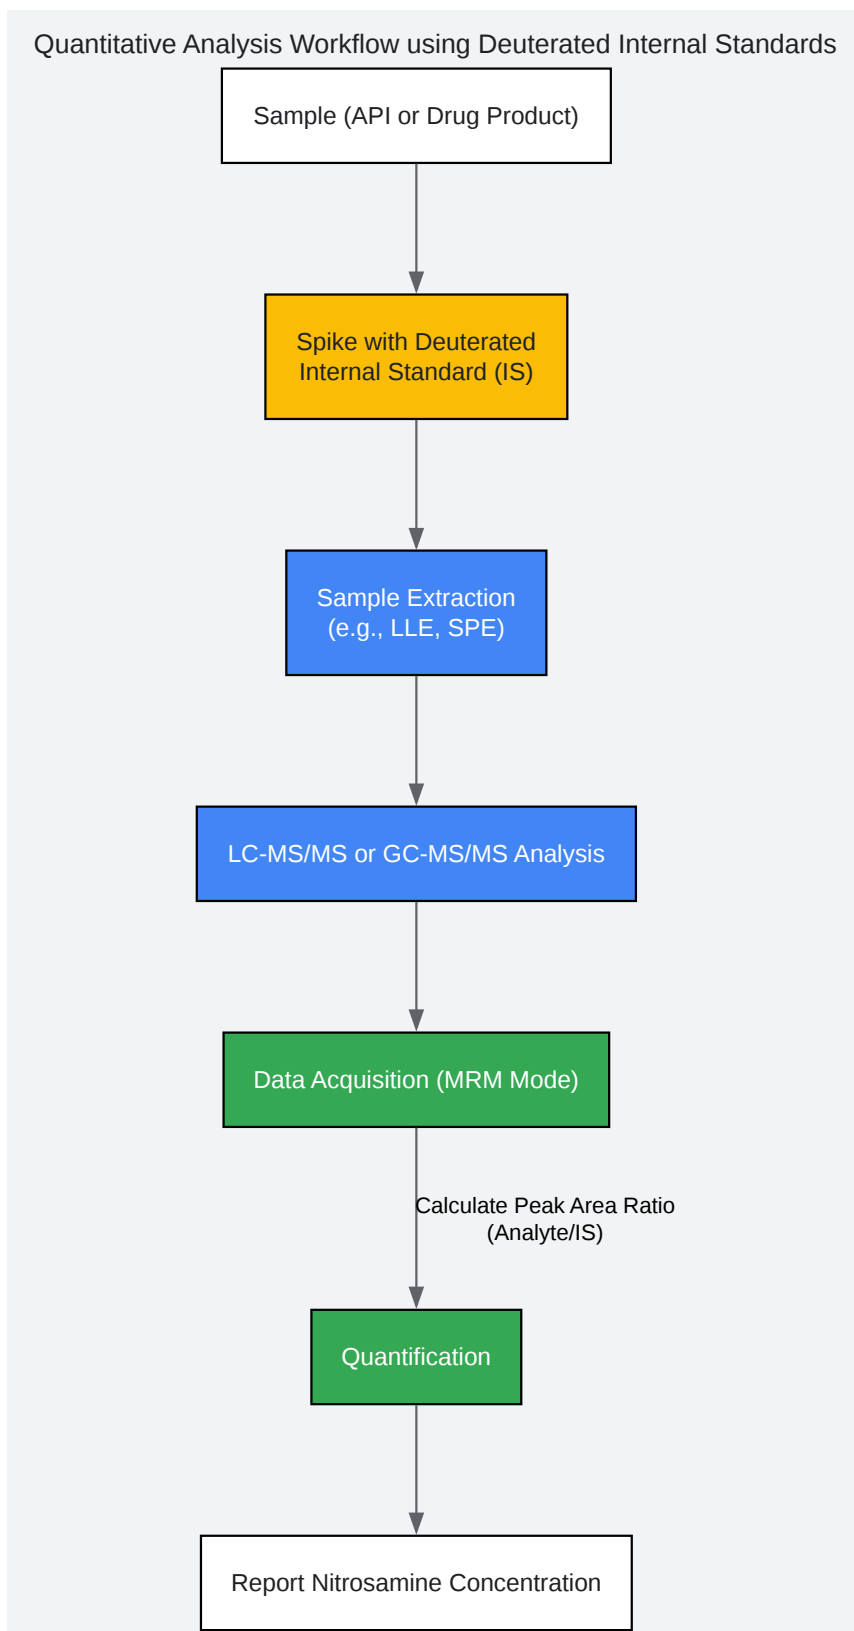 Quantitative Analysis Workflow using Deuterated Internal Standards
Sample (API or Drug Product)
Spike with Deuterated
Internal Standard (IS)
Sample Extraction
(e.g., LLE, SPE)
LC-MS/MS or GC-MS/MS Analysis
Data Acquisition (MRM Mode)
Calculate Peak Area Ratio
(Analyte/IS)
Quantification
Report Nitrosamine Concentration